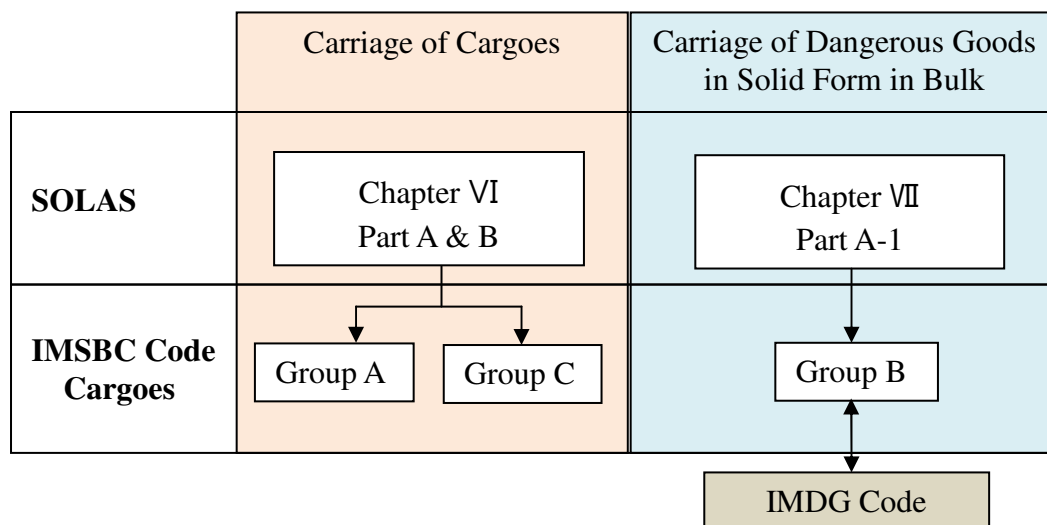 Carriage of Cargoes
Carriage of Dangerous Goods
in Solid Form in Bulk
SOLAS
Chapter Ⅵ
Part A & B
Chapter Ⅶ
Part A-1
IMSBC Code
Cargoes
Group A
Group C
Group B
IMDG Code